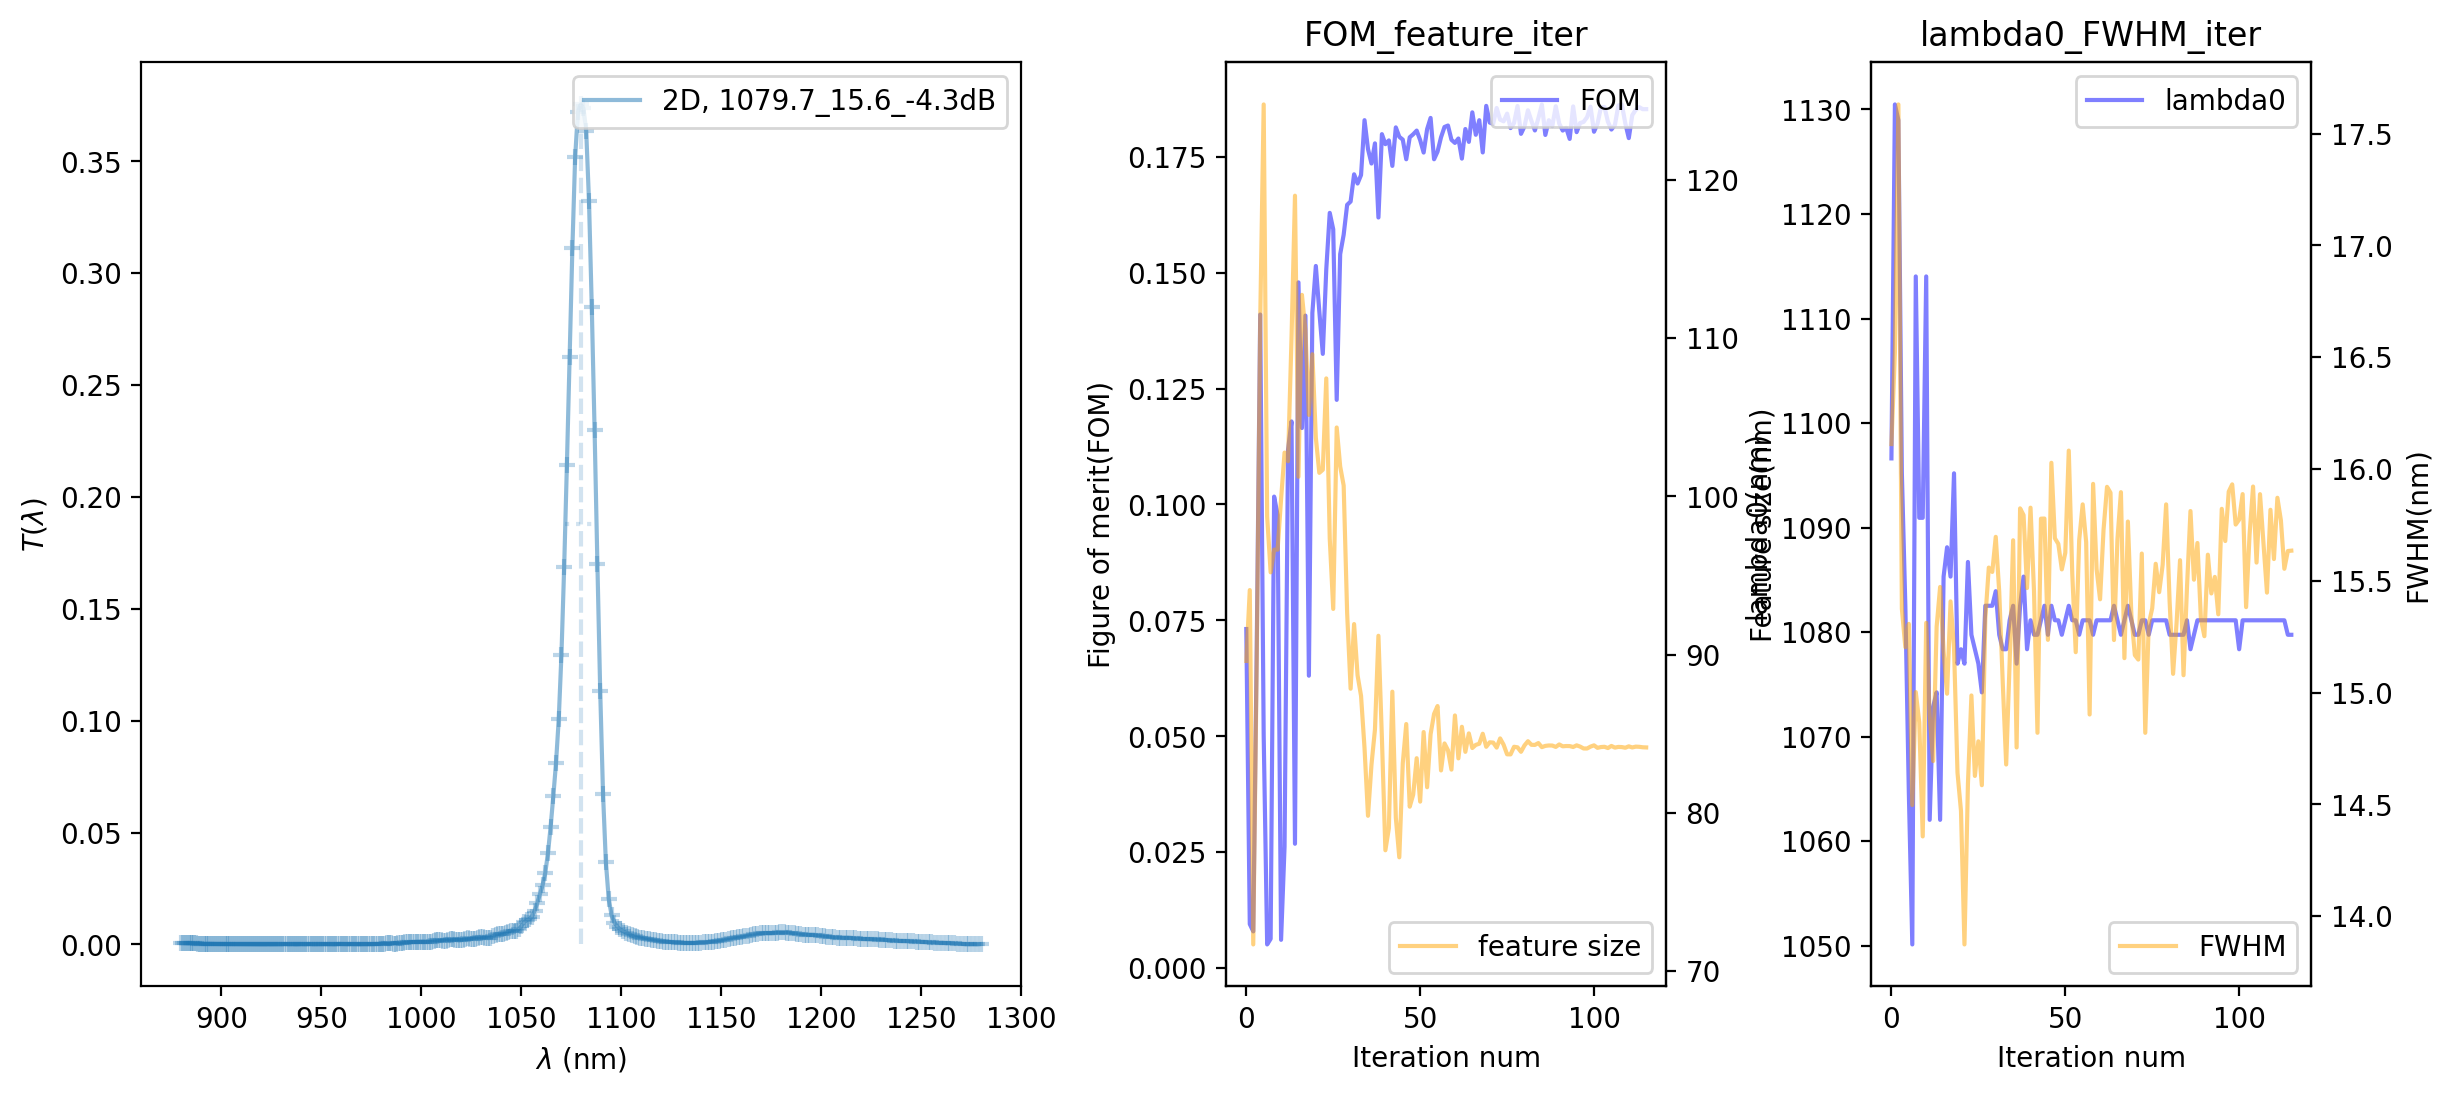 FOM_feature_iter
lambda0_FWHM_iter
2D, 1079.7_15.6_-4.3dB
T(λ)
0.35
0.30
0.25
0.20
0.15
0.10
0.05
0.00
900 950 1000 1050 1100 1150 1200 1250 1300
λ (nm)
FOM
feature size
Figure of merit(FOM)
0.175
0.150
0.125
0.100
0.075
0.050
0.025
0.000
0 50 100
Iteration num
120
110
100
90
80
70
Feature size(nm)
lambda0(nm)
lambda0
FWHM
1130
1120
1110
1100
1090
1080
1070
1060
1050
0 50 100
Iteration num
17.5
17.0
16.5
16.0
15.5
15.0
14.5
14.0
FWHM(nm)